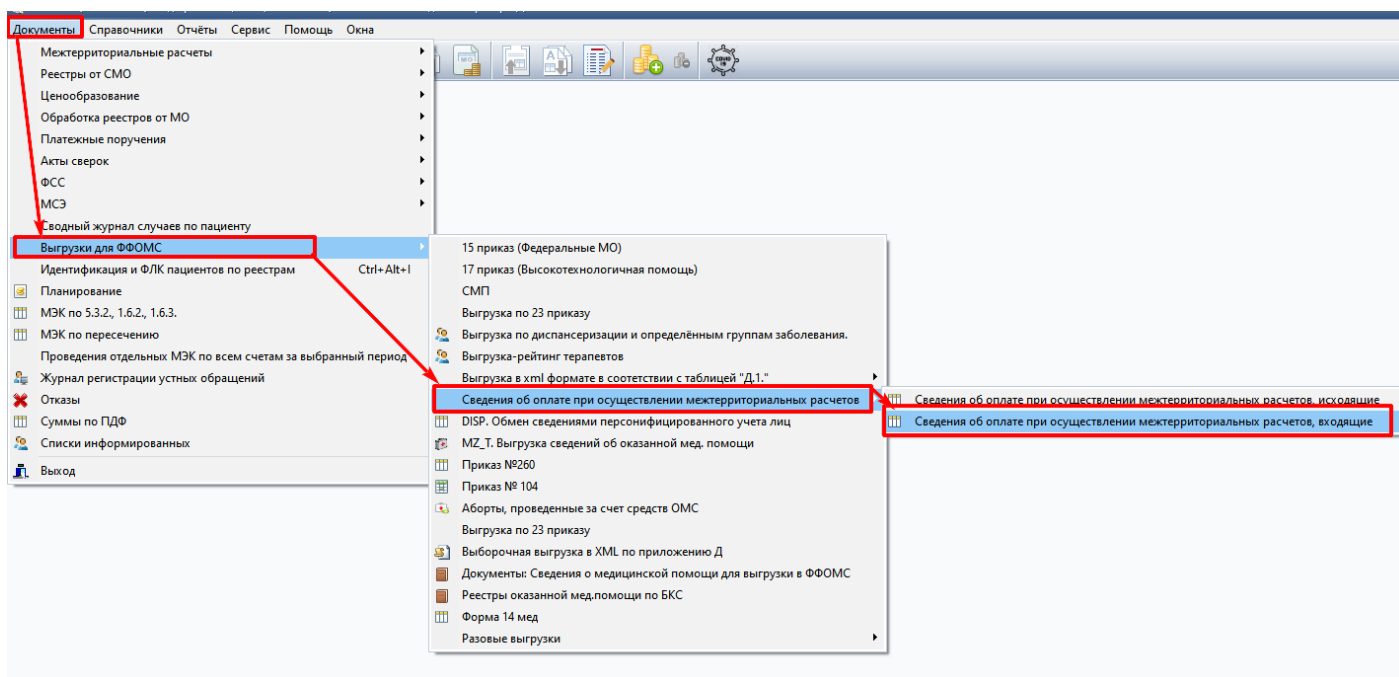 Документы Справочники Отчёты Сервис Помощь Окна
Межтерриториальные расчеты
Реестры от СМО
Ценообразование
Обработка реестров от МО
Платежные поручения
Акты сверок
ФСС
МСЭ
Сводный журнал случаев по пациенту
Выгрузки для ФФОМС
Идентификация и ФЛК пациентов по реестрам Ctrl+Alt+I
Планирование
МЭК по 5.3.2., 1.6.2., 1.6.3.
МЭК по пересечению
Проведения отдельных МЭК по всем счетам за выбранный период
Журнал регистрации устных обращений
Отказы
Суммы по ПДФ
Списки информированных
Выход
15 приказ (Федеральные МО)
17 приказ (Высокотехнологичная помощь)
СМП
Выгрузка по 23 приказу
Выгрузка по диспансеризации и определённым группам заболевания.
Выгрузка-рейтинг терапевтов
Выгрузка в xml формате в соотетствии с таблицей "Д.1."
Сведения об оплате при осуществлении межтерриториальных расчетов
DISP. Обмен сведениями персонифицированного учета лиц
MZ_T. Выгрузка сведений об оказанной мед. помощи
Приказ №260
Приказ № 104
Аборты, проведенные за счет средств ОМС
Выгрузка по 23 приказу
Выборочная выгрузка в XML по приложению Д
Документы: Сведения о медицинской помощи для выгрузки в ФФОМС
Реестры оказанной мед.помощи по БКС
Форма 14 мед
Разовые выгрузки
Сведения об оплате при осуществлении межтерриториальных расчетов, исходящие
Сведения об оплате при осуществлении межтерриториальных расчетов, входящие